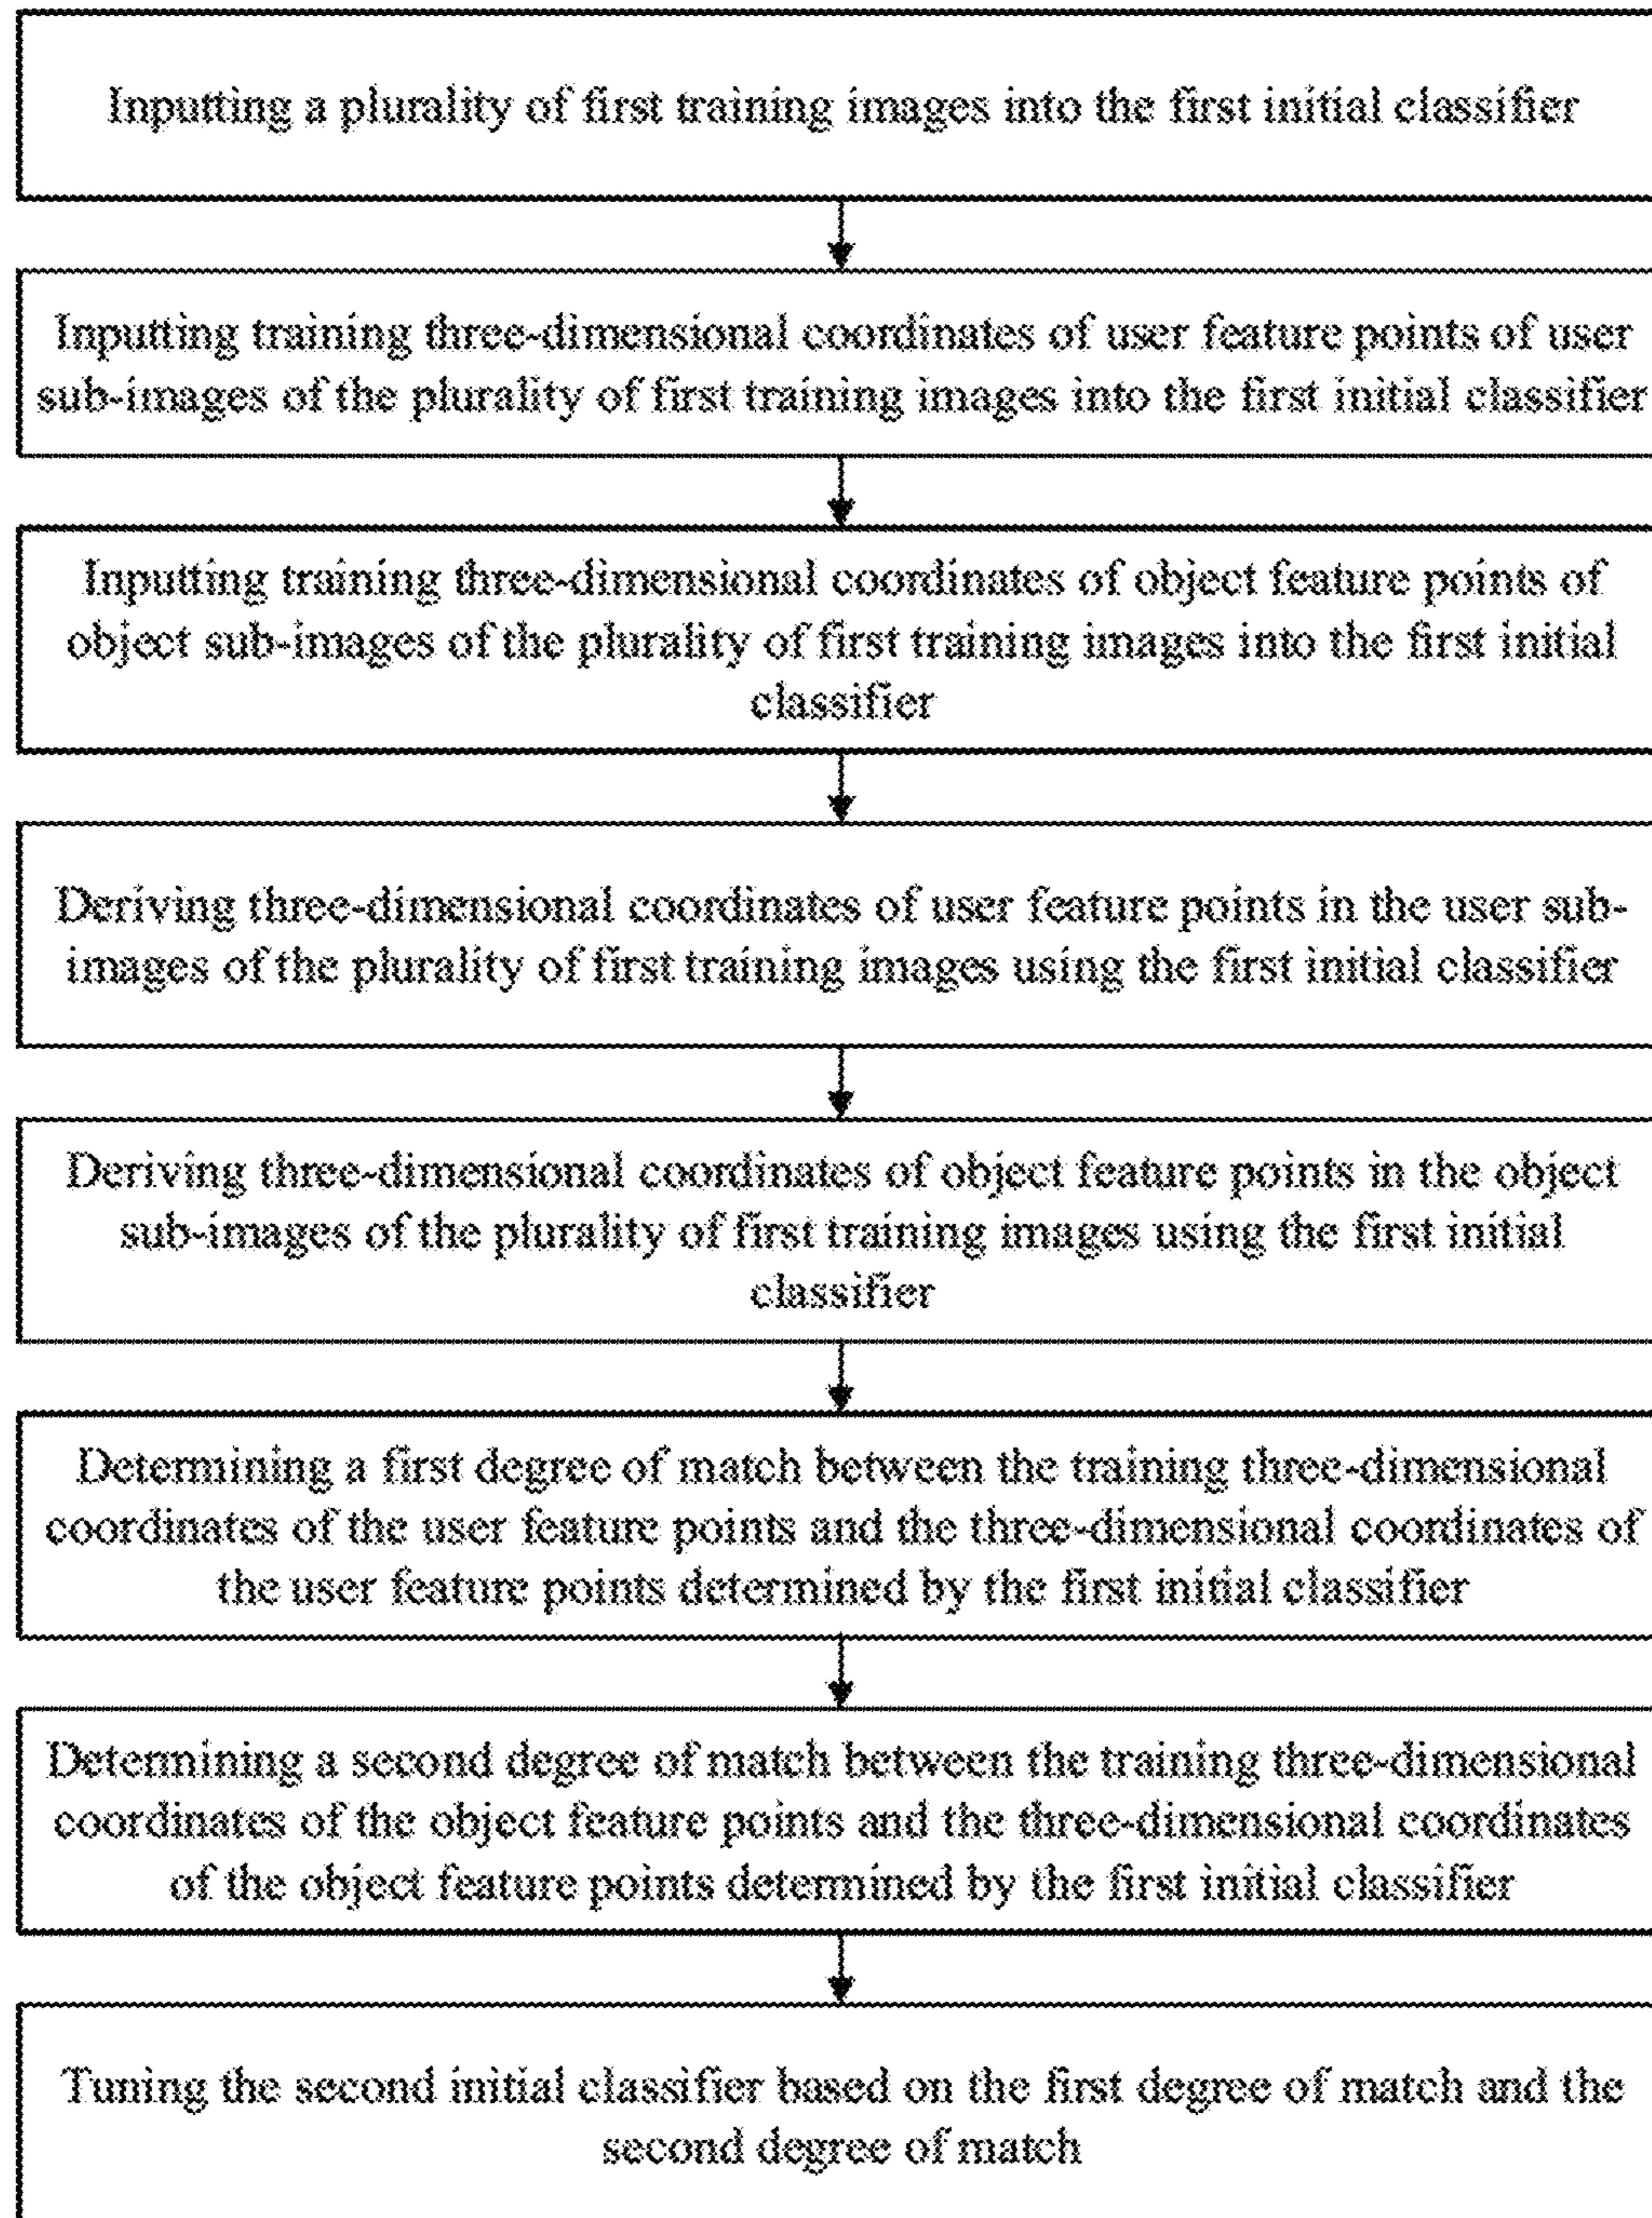 Inputting a plurality of first training images into the first initial classifier
Inputting training three-dimensional coordinates of user feature points of user
sub-images of the plurality of first training images into the first initial classifier
Inputting training three-dimensional coordinates of object feature points of
object sub-images of the plurality of first training images into the first initial
classifier
Deriving three-dimensional coordinates of user feature points in the user sub-
images of the plurality of first training images using the first initial classifier
Deriving three-dimensional coordinates of object feature points in the object
sub-images of the plurality of first training images using the first initial
classifier
Determining a first degree of match between the training three-dimensional
coordinates of the user feature points and the three-dimensional coordinates of
the user feature points determined by the first initial classifier
Determining a second degree of match between the training three-dimensional
coordinates of the object feature points and the three-dimensional coordinates
of the object feature points determined by the first initial classifier
Tuning the second initial classifier based on the first degree of match and the
second degree of match